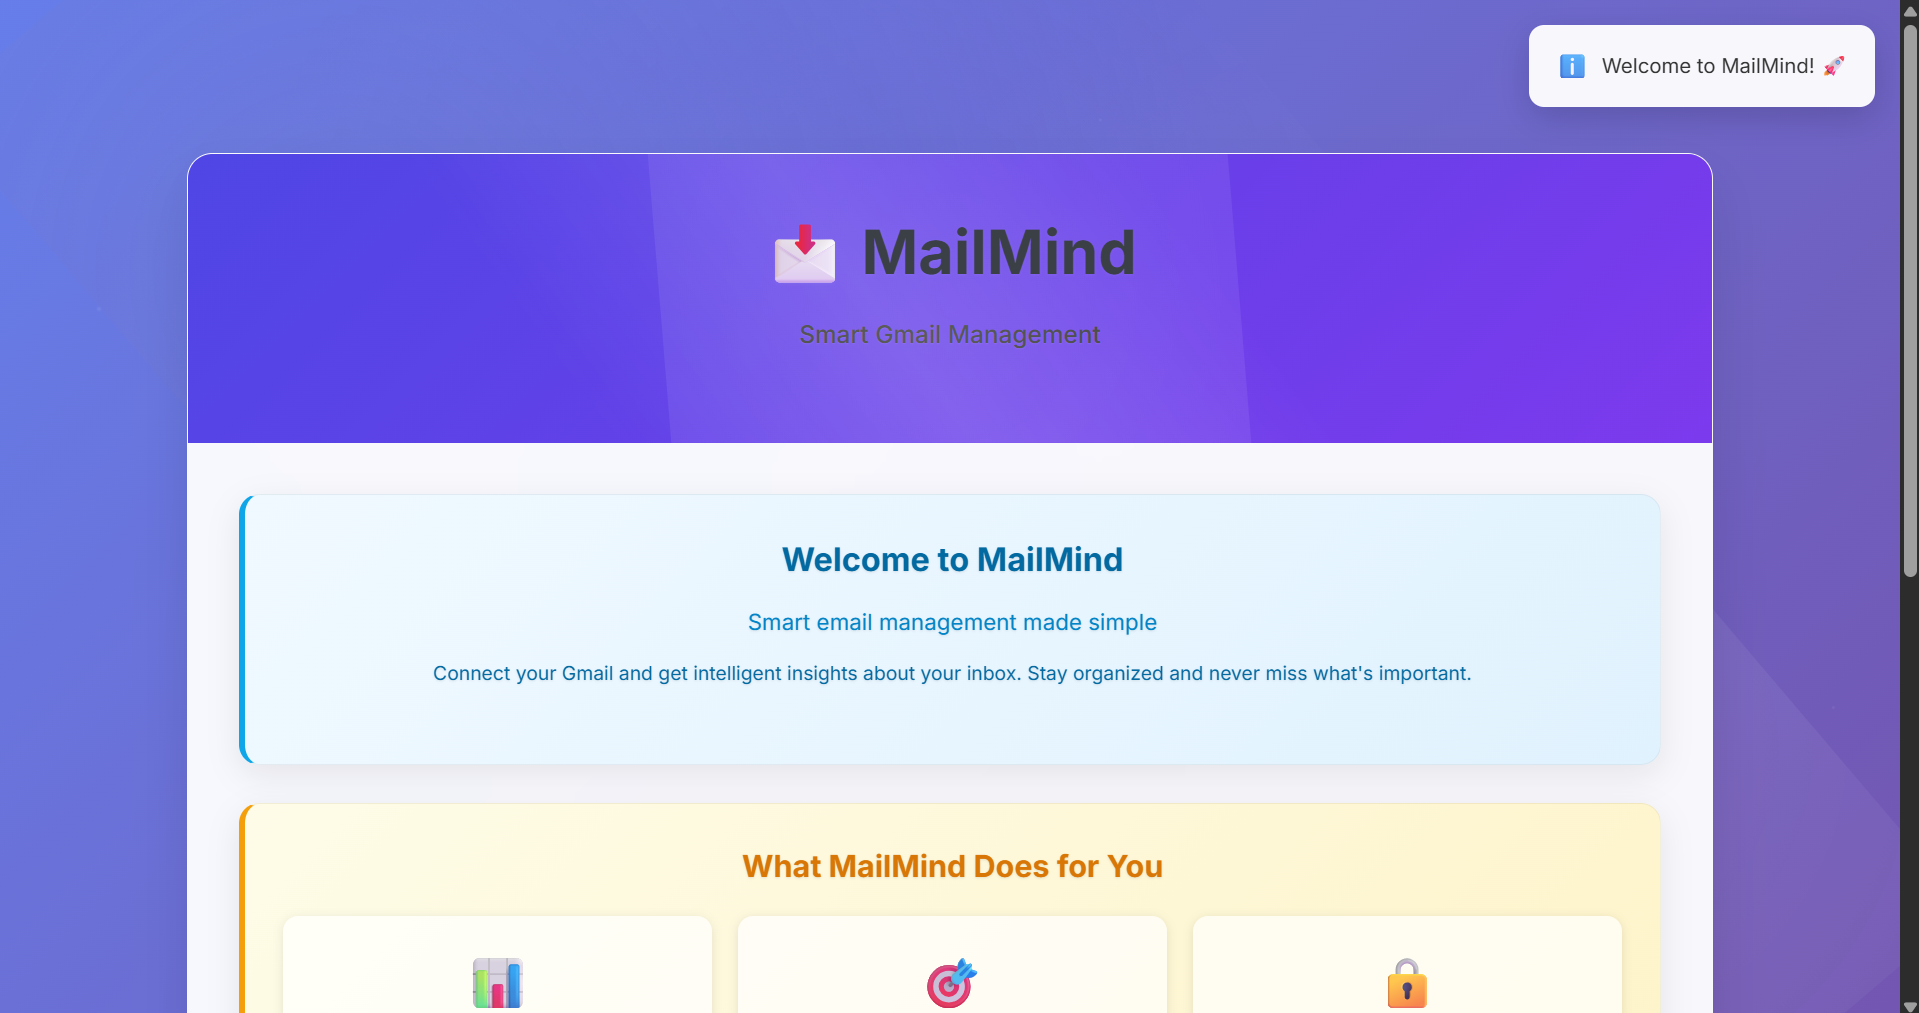 Welcome to MailMind! 🚀
MailMind
Smart Gmail Management
Welcome to MailMind
Smart email management made simple
Connect your Gmail and get intelligent insights about your inbox. Stay organized and never miss what's important.
What MailMind Does for You